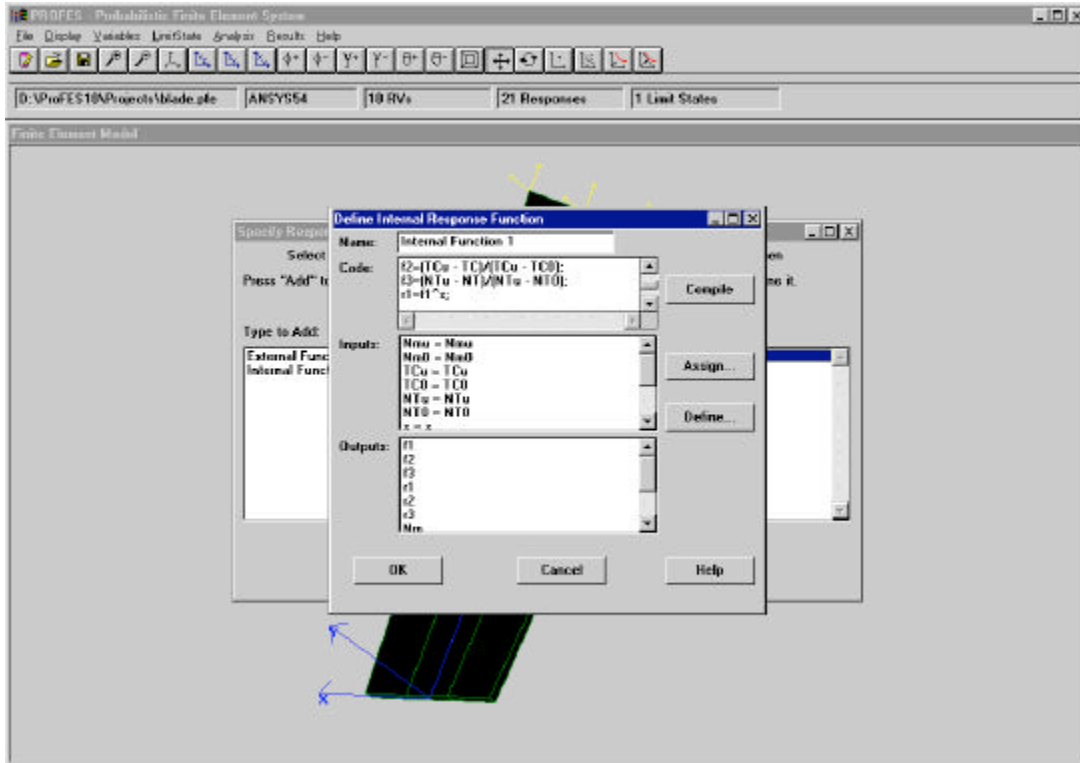 PROFES - Probabilistic Finite Element System
File Display Variables LimitState Analysis Results Help
D:\ProFES10\Projects\blade.pfe ANSYS54 18 RVs 21 Responses 1 Limit States
Finite Element Model
Define Internal Response Function
Specify Respon
Name: Internal Function 1
Select
Code: f2=(TCu - TC)/(TCu - TC0);
f3=(NTu - NT)/(NTu - NT0);
r1=f1^x;
Compile
Press "Add" to
it.
Type to Add:
External Func
Internal Funct
Inputs: Nmu = Nmu
Nm0 = Nm0
TCu = TCu
TC0 = TC0
NTu = NTu
NT0 = NT0
Assign...
Define...
Outputs: f1
f2
f3
r1
r2
r3
Nm
OK Cancel Help
Y
X